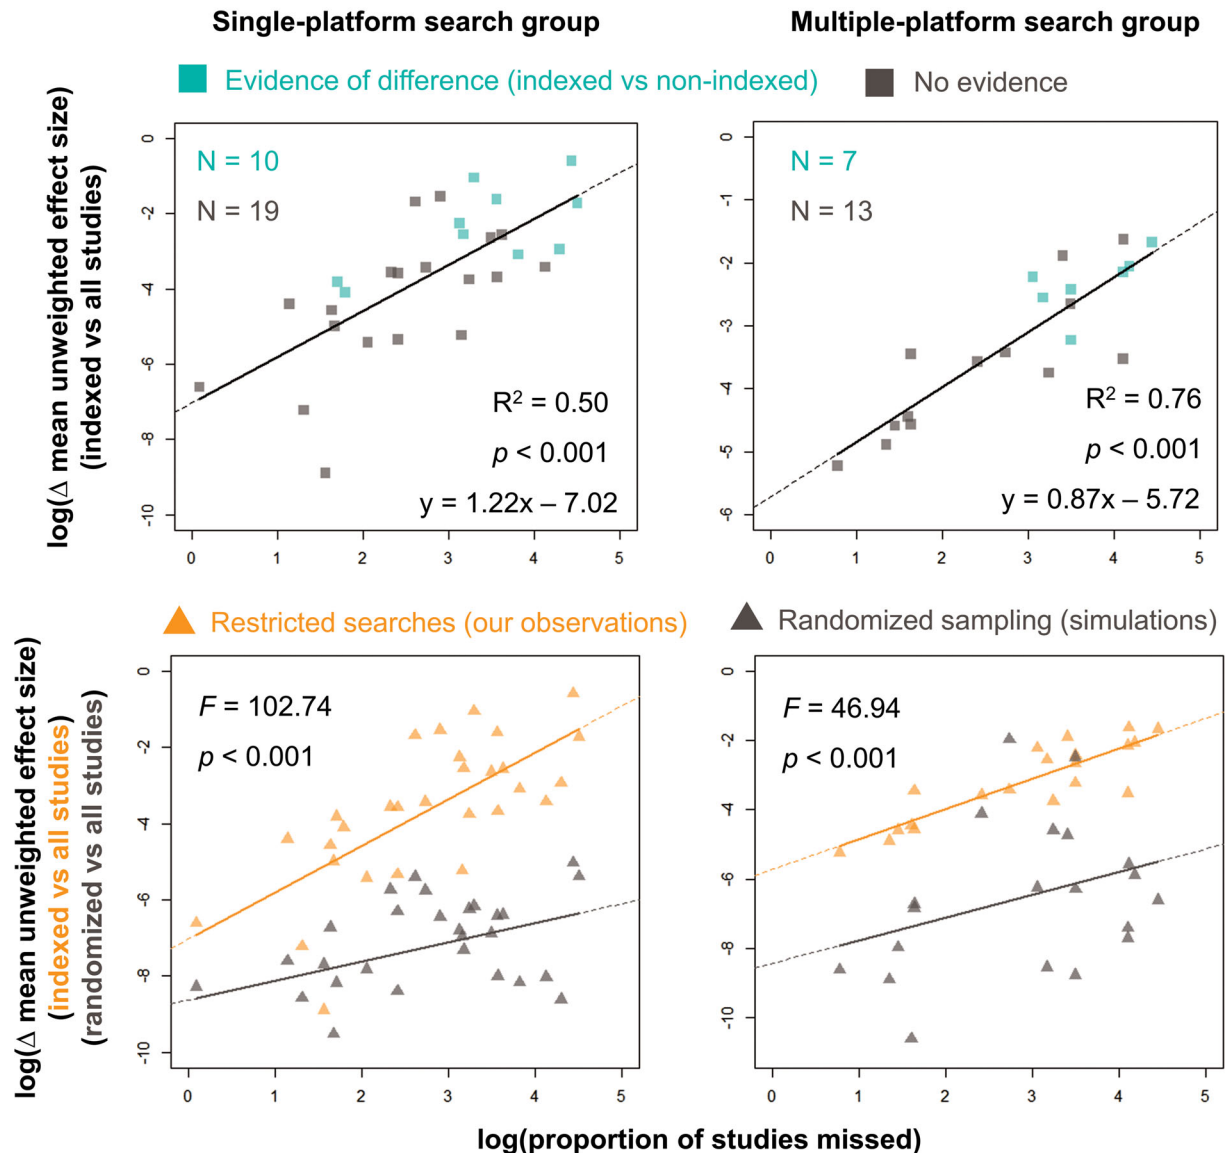 Single-platform search group
Multiple-platform search group
Evidence of difference (indexed vs non-indexed)
No evidence
log(Δ mean unweighted effect size)
(indexed vs all studies)
0
-2
-4
-6
-8
-10
N = 10
N = 19
R² = 0.50
p < 0.001
y = 1.22x – 7.02
0 1 2 3 4 5
0
-1
-2
-3
-4
-5
-6
N = 7
N = 13
R² = 0.76
p < 0.001
y = 0.87x – 5.72
0 1 2 3 4 5
Restricted searches (our observations)
Randomized sampling (simulations)
log(Δ mean unweighted effect size)
(indexed vs all studies)
(randomized vs all studies)
0
-2
-4
-6
-8
-10
F = 102.74
p < 0.001
0 1 2 3 4 5
0
-2
-4
-6
-8
-10
F = 46.94
p < 0.001
0 1 2 3 4 5
log(proportion of studies missed)